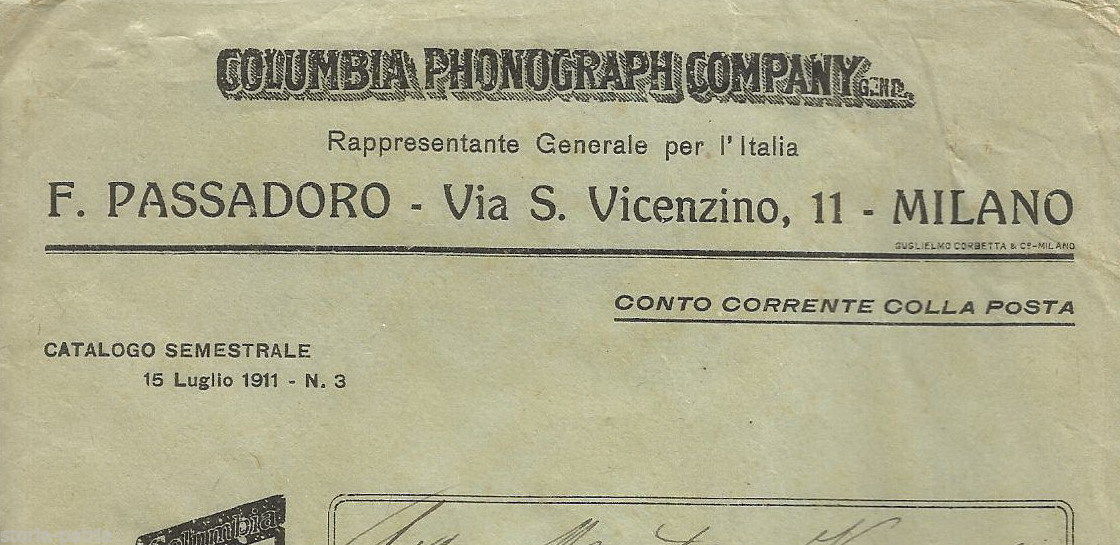 COLUMBIA PHONOGRAPH COMPANY GENL.
Rappresentante Generale per l'Italia
F. PASSADORO - Via S. Vicenzino, 11 - MILANO
GUGLIELMO CORBETTA & Cº-MILANO
CONTO CORRENTE COLLA POSTA
CATALOGO SEMESTRALE
15 Luglio 1911 - N. 3
Columbia